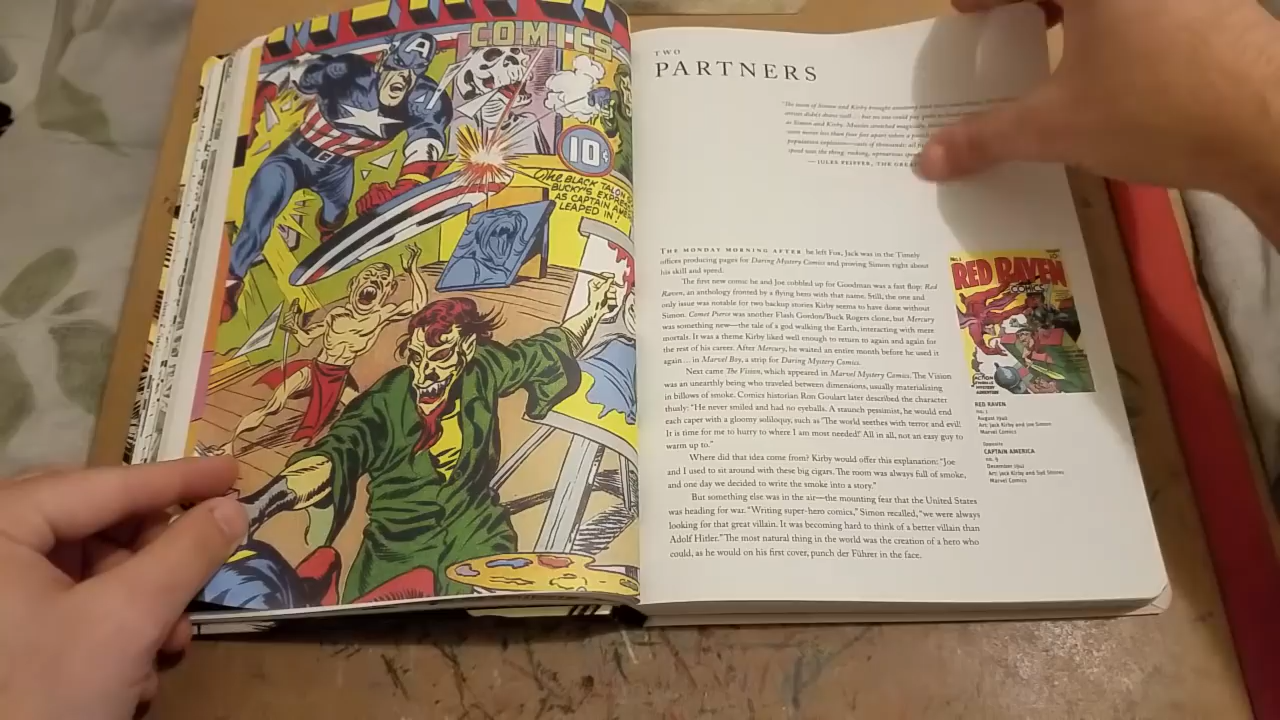 COMICS
A
10¢
The BLACK TALON
BUCKY'S
AS CAPTAIN
LEAPED IN!
TWO
PARTNERS
— JULES FEIFFER, THE
THE MONDAY MORNING AFTER he left Fox, Jack was in the Timely
offices producing pages for Daring Mystery Comics and proving Simon right about
his skill and speed.
The first new comic he and Joe cobbled up for Goodman was a fast flop: Red
Raven, an anthology fronted by a flying hero with that name. Still, the one and
only issue was notable for two backup stories Kirby seems to have done without
Simon. Comet Pierce was another Flash Gordon/Buck Rogers clone, but Mercury
was something new—the tale of a god walking the Earth, interacting with mere
mortals. It was a theme Kirby liked well enough to return to again and again for
the rest of his career. After Mercury, he waited an entire month before he used it
again... in Marvel Boy, a strip for Daring Mystery Comics.
Next came The Vision, which appeared in Marvel Mystery Comics. The Vision
was an unearthly being who traveled between dimensions, usually materializing
in billows of smoke. Comics historian Ron Goulart later described the character
thusly: "He never smiled and had no eyeballs. A staunch pessimist, he would end
each caper with a gloomy soliloquy, such as 'The world seethes with terror and evil!
It is time for me to hurry to where I am most needed!' All in all, not an easy guy to
warm up to."
Where did that idea come from? Kirby would offer this explanation: "Joe
and I used to sit around with these big cigars. The room was always full of smoke,
and one day we decided to write the smoke into a story."
But something else was in the air—the mounting fear that the United States
was heading for war. "Writing super-hero comics," Simon recalled, "we were always
looking for that great villain. It was becoming hard to think of a better villain than
Adolf Hitler." The most natural thing in the world was the creation of a hero who
could, as he would on his first cover, punch der Führer in the face.
No.1
10¢
RED RAVEN
COMICS
RED RAVEN
no. 1
August 1940
Art: Jack Kirby and Joe Simon
Marvel Comics
Opposite
CAPTAIN AMERICA
no. 9
December 1941
Art: Jack Kirby and Syd Shores
Marvel Comics